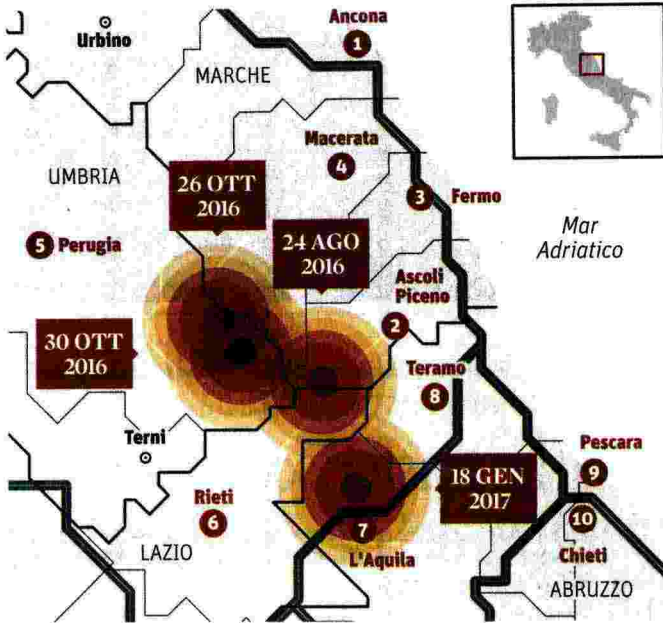 Ancona
1
Urbino
MARCHE
Macerata
4
26 OTT
2016
UMBRIA
3 Fermo
5 Perugia
24 AGO
2016
Mar
Adriatico
Ascoli
Piceno
2
30 OTT
2016
Teramo
8
Terni
Pescara
9
18 GEN
2017
Rieti
6
10
7
L'Aquila
Chieti
LAZIO
ABRUZZO